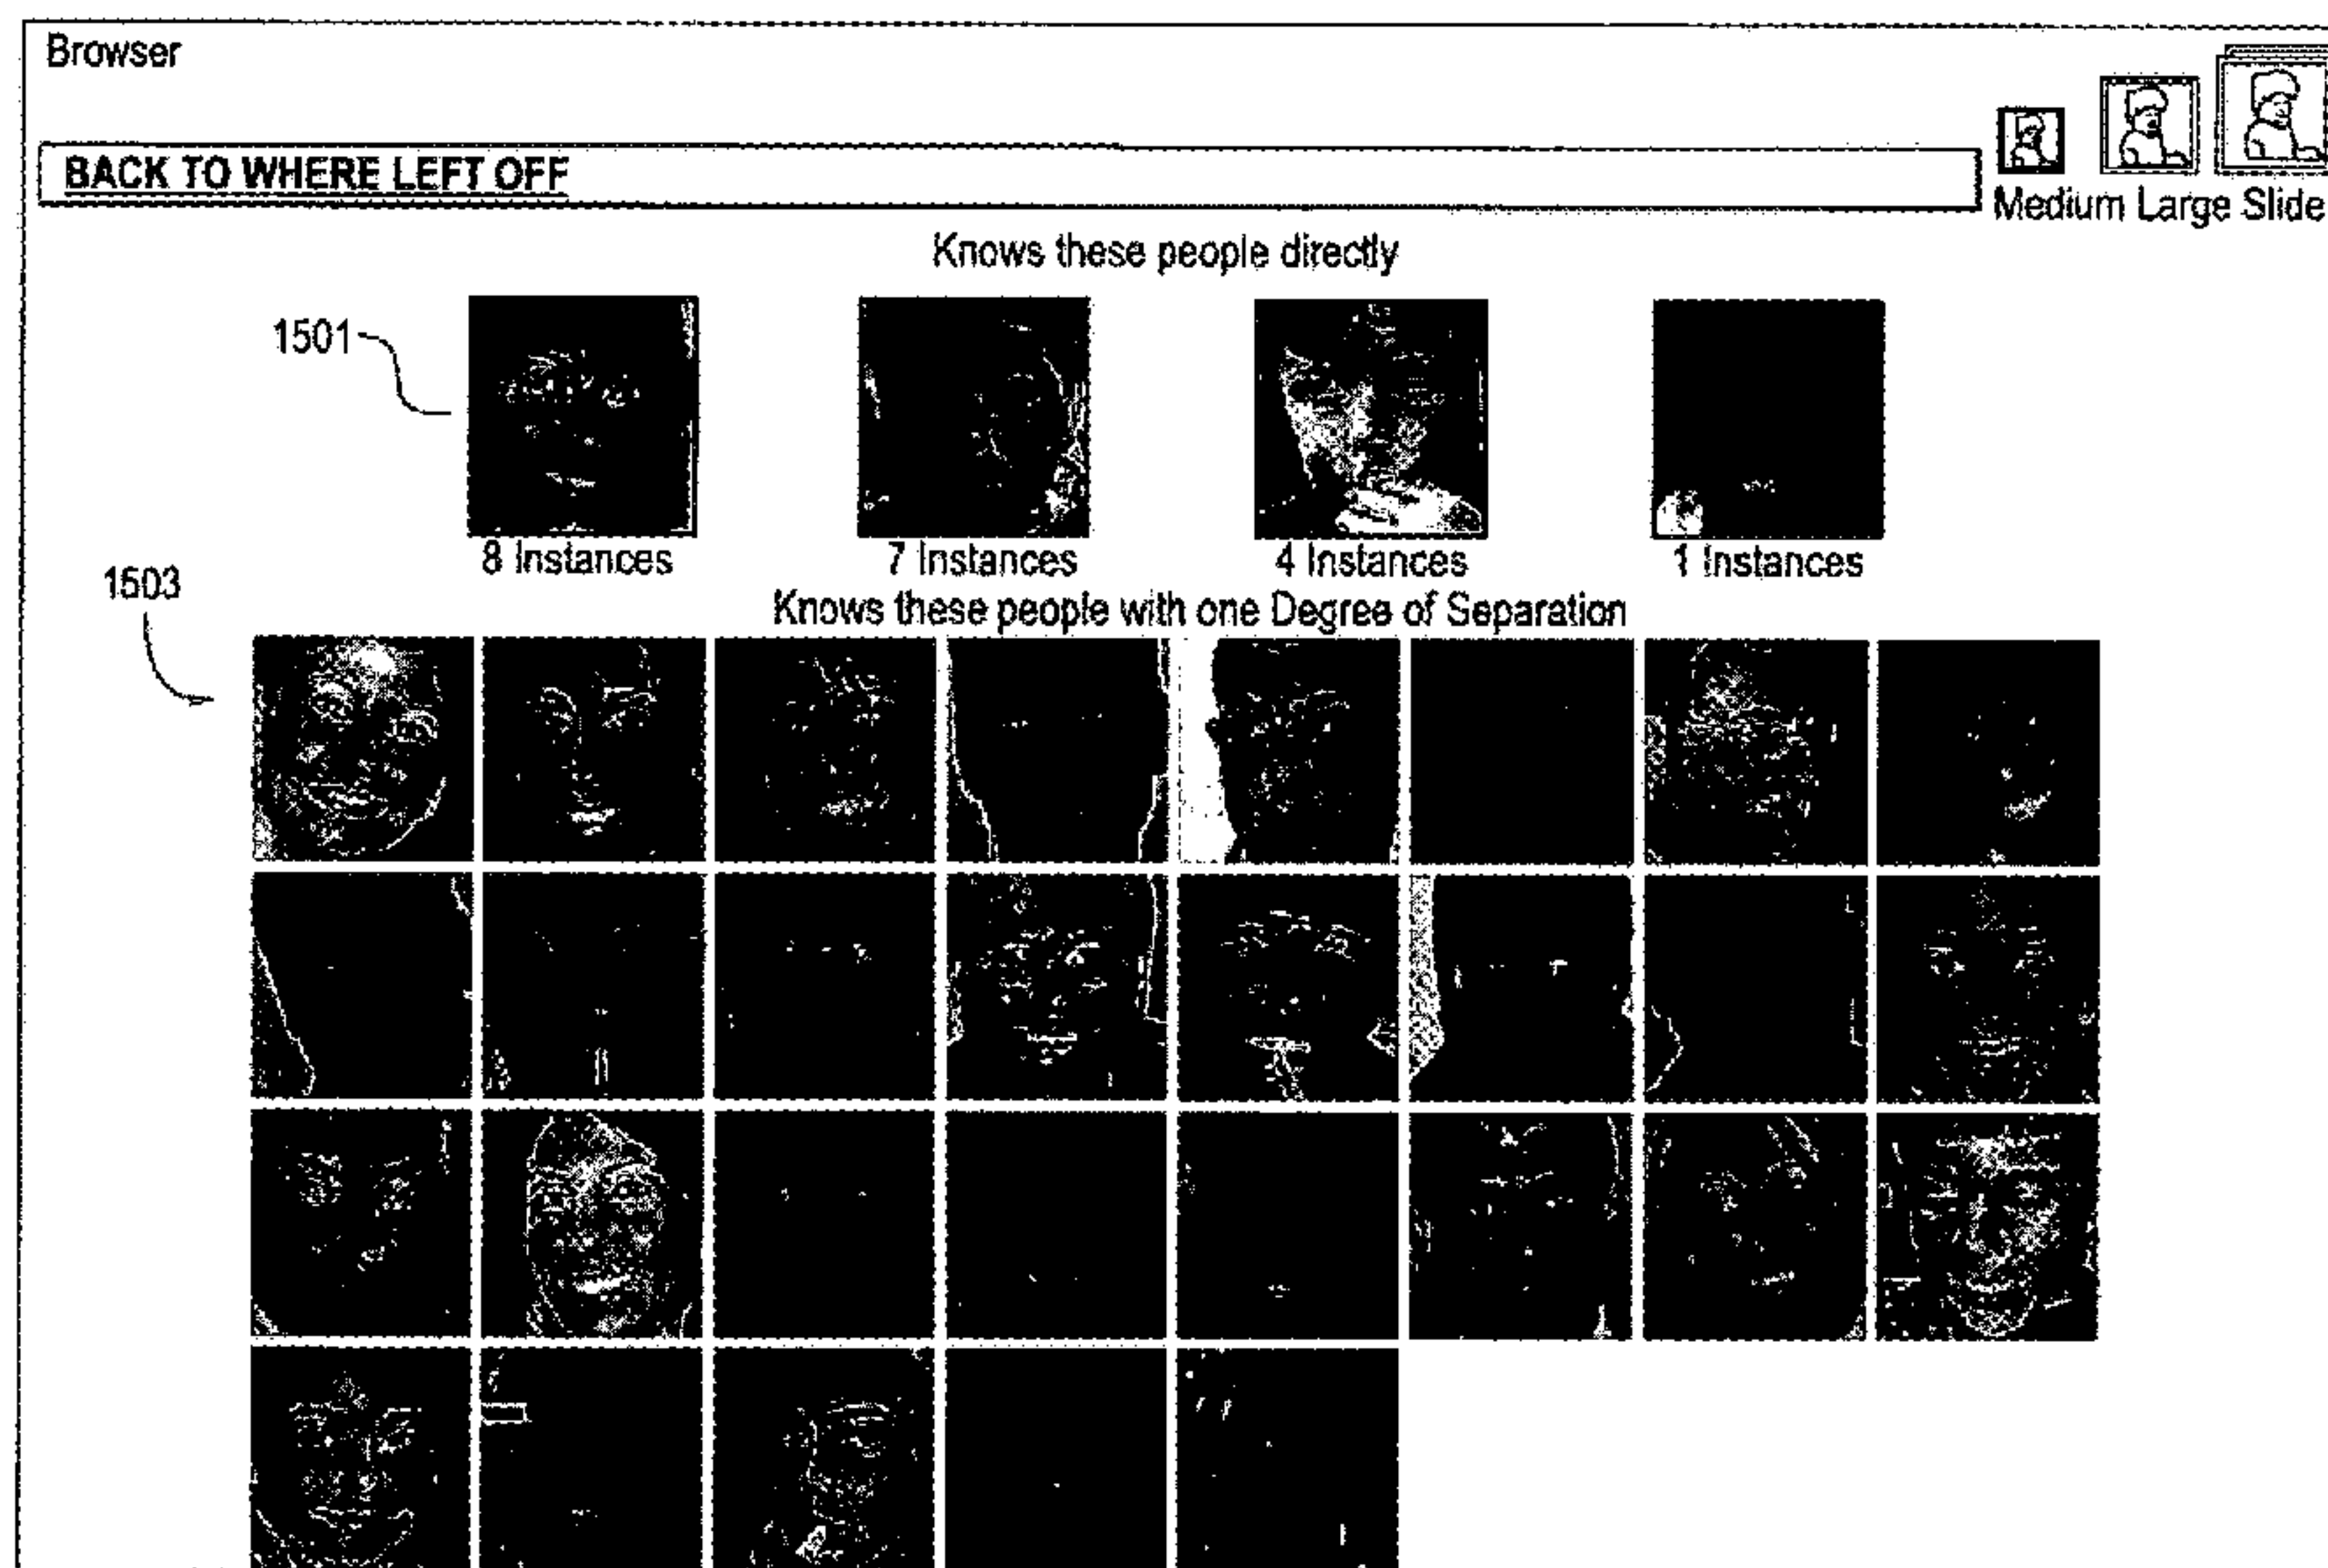 Browser
BACK TO WHERE LEFT OFF
Medium Large Slide
Knows these people directly
1501
8 Instances 7 Instances 4 Instances 1 Instances
1503
Knows these people with one Degree of Separation